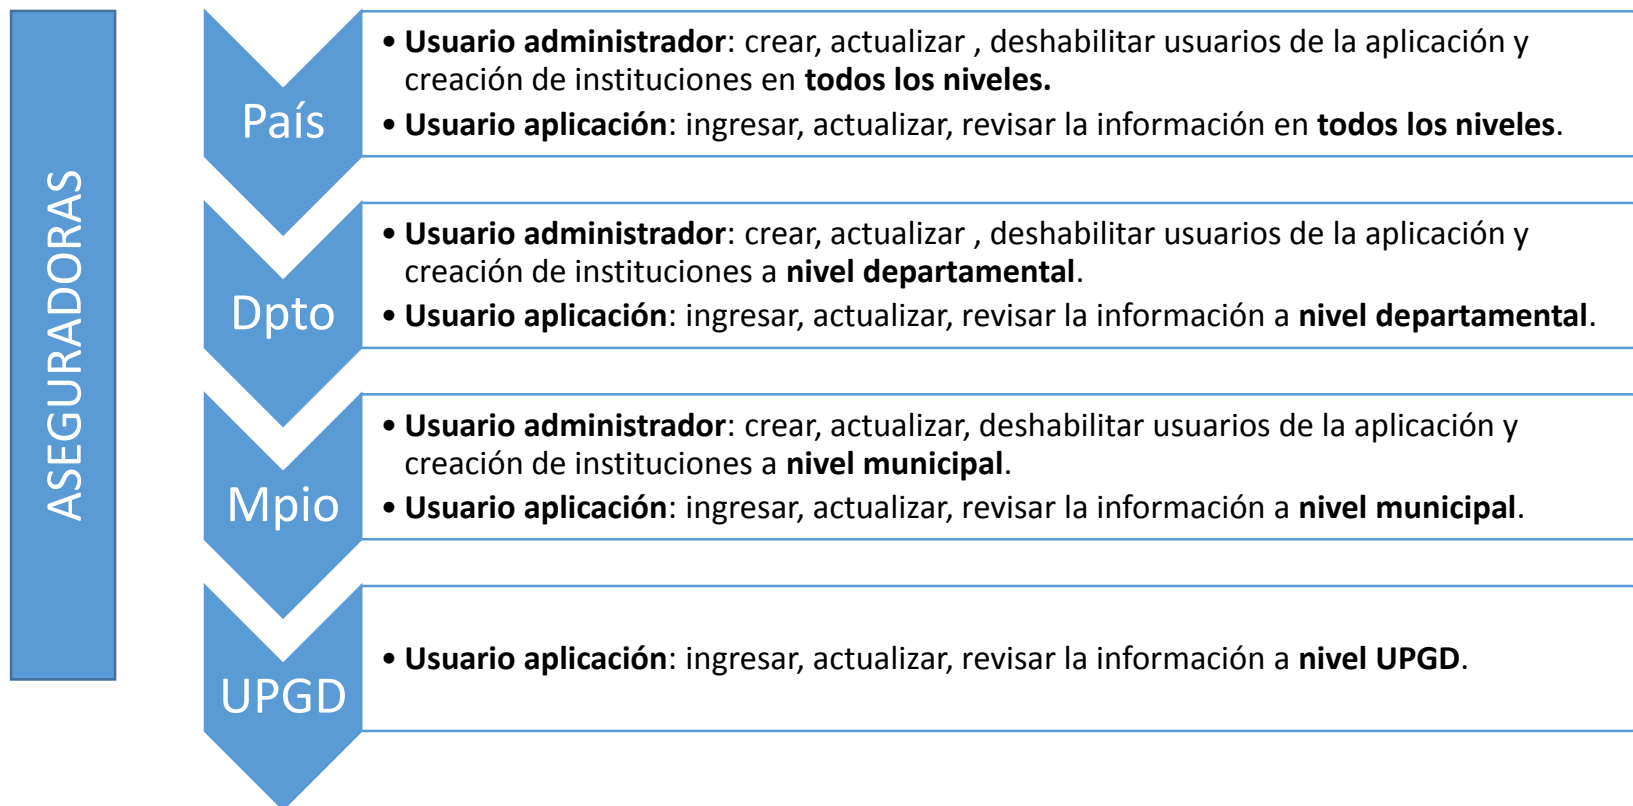 ASEGURADORAS
País
• Usuario administrador: crear, actualizar , deshabilitar usuarios de la aplicación y
creación de instituciones en todos los niveles.
• Usuario aplicación: ingresar, actualizar, revisar la información en todos los niveles.
Dpto
• Usuario administrador: crear, actualizar , deshabilitar usuarios de la aplicación y
creación de instituciones a nivel departamental.
• Usuario aplicación: ingresar, actualizar, revisar la información a nivel departamental.
Mpio
• Usuario administrador: crear, actualizar, deshabilitar usuarios de la aplicación y
creación de instituciones a nivel municipal.
• Usuario aplicación: ingresar, actualizar, revisar la información a nivel municipal.
UPGD
• Usuario aplicación: ingresar, actualizar, revisar la información a nivel UPGD.